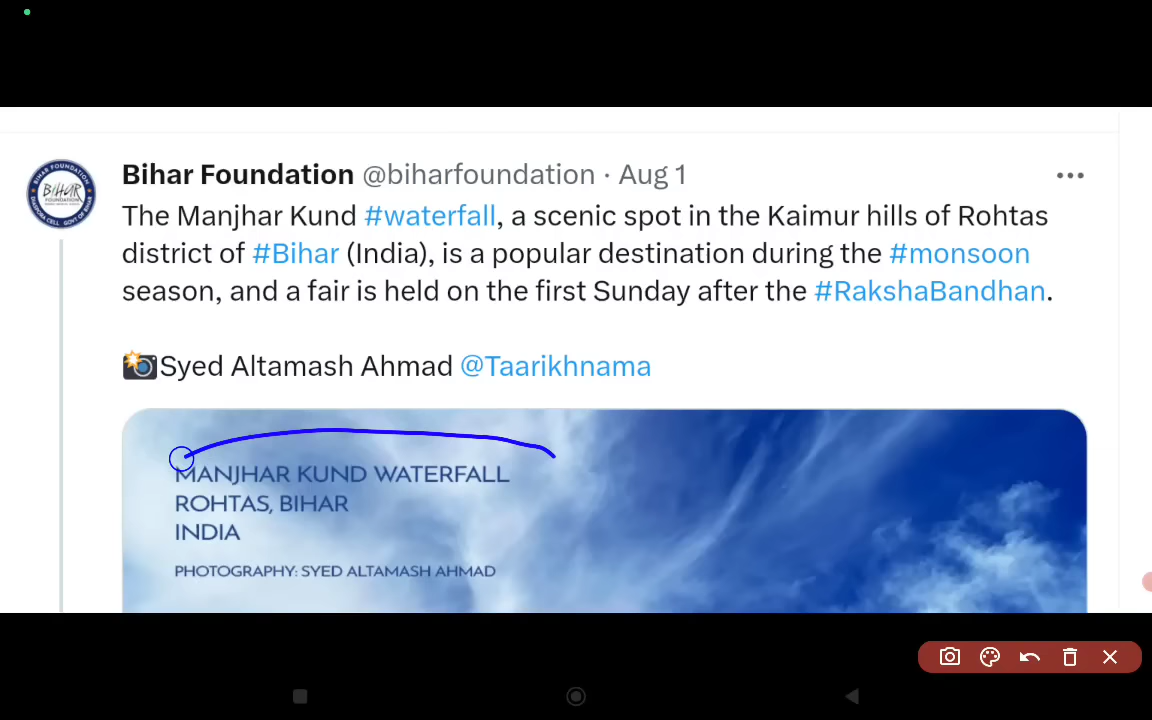 Bihar Foundation @biharfoundation · Aug 1
The Manjhar Kund #waterfall, a scenic spot in the Kaimur hills of Rohtas
district of #Bihar (India), is a popular destination during the #monsoon
season, and a fair is held on the first Sunday after the #RakshaBandhan.
📸Syed Altamash Ahmad @Taarikhnama
MANJHAR KUND WATERFALL
ROHTAS, BIHAR
INDIA
PHOTOGRAPHY: SYED ALTAMASH AHMAD